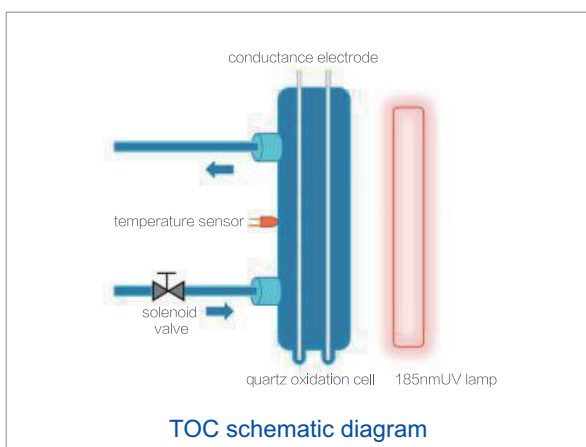 conductance electrode
temperature sensor
solenoid
valve
quartz oxidation cell
185nmUV lamp
TOC schematic diagram